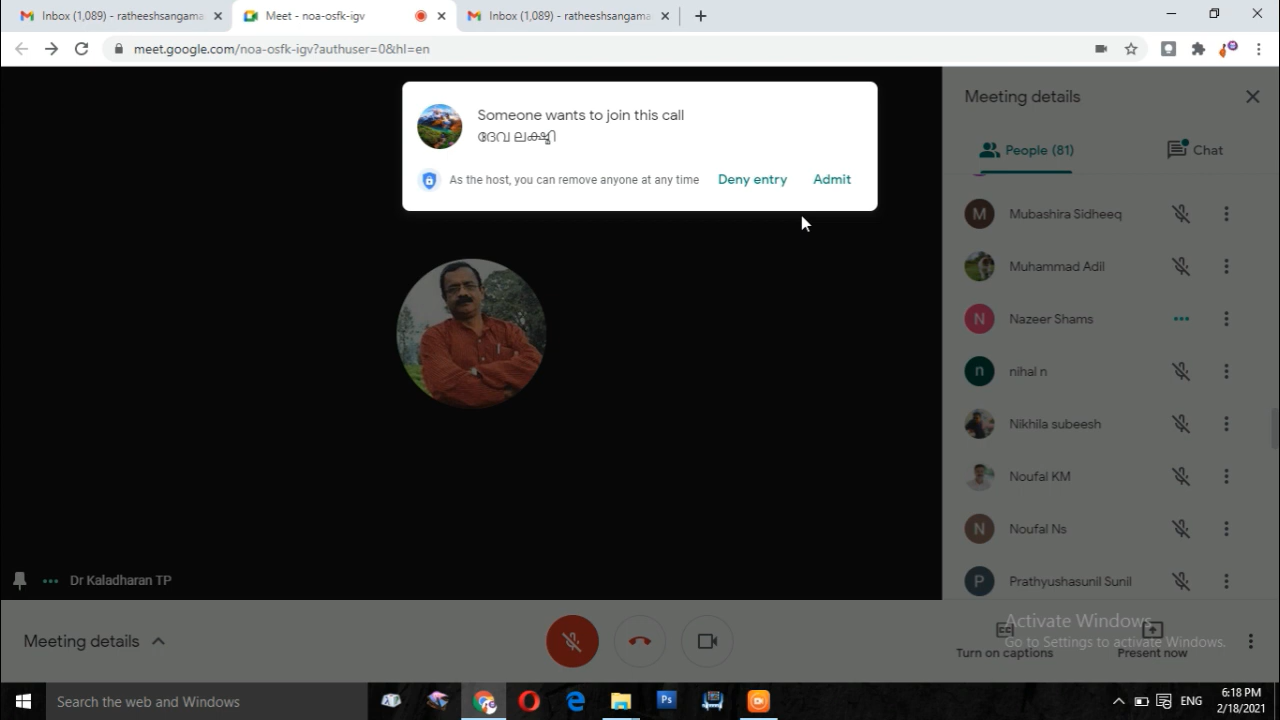 Inbox (1,089) - ratheeshsangama
Meet - noa-osfk-igv
Inbox (1,089) - ratheeshsangama
meet.google.com/noa-osfk-igv?authuser=0&hl=en
Someone wants to join this call
ദേവ ലക്ഷ്മി
As the host, you can remove anyone at any time
Deny entry
Admit
Meeting details
People (81)
Chat
M
Mubashira Sidheeq
Muhammad Adil
N
Nazeer Shams
n
nihal n
Nikhila subeesh
Noufal KM
N
Noufal Ns
P
Prathyushasunil Sunil
Dr Kaladharan TP
Meeting details
CC
Turn on captions
Present now
Activate Windows
Go to Settings to activate Windows.
Search the web and Windows
Ps
ENG
6:18 PM
2/18/2021